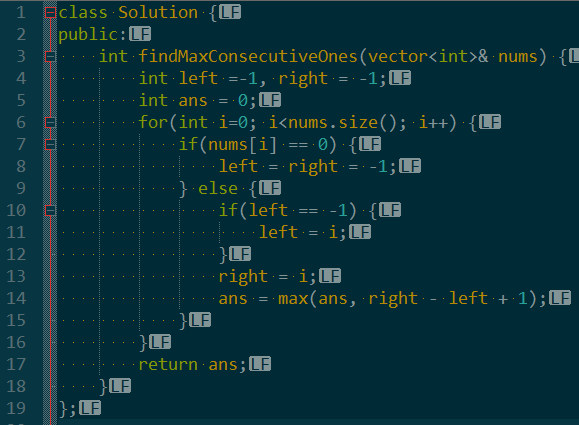 1 class Solution {LF
2 public:LF
3 int findMaxConsecutiveOnes(vector<int>& nums) {LF
4 int left =-1, right = -1;LF
5 int ans = 0;LF
6 for(int i=0; i<nums.size(); i++) {LF
7 if(nums[i] == 0) {LF
8 left = right = -1;LF
9 } else {LF
10 if(left == -1) {LF
11 left = i;LF
12 }LF
13 right = i;LF
14 ans = max(ans, right - left + 1);LF
15 }LF
16 }LF
17 return ans;LF
18 }LF
19 };LF